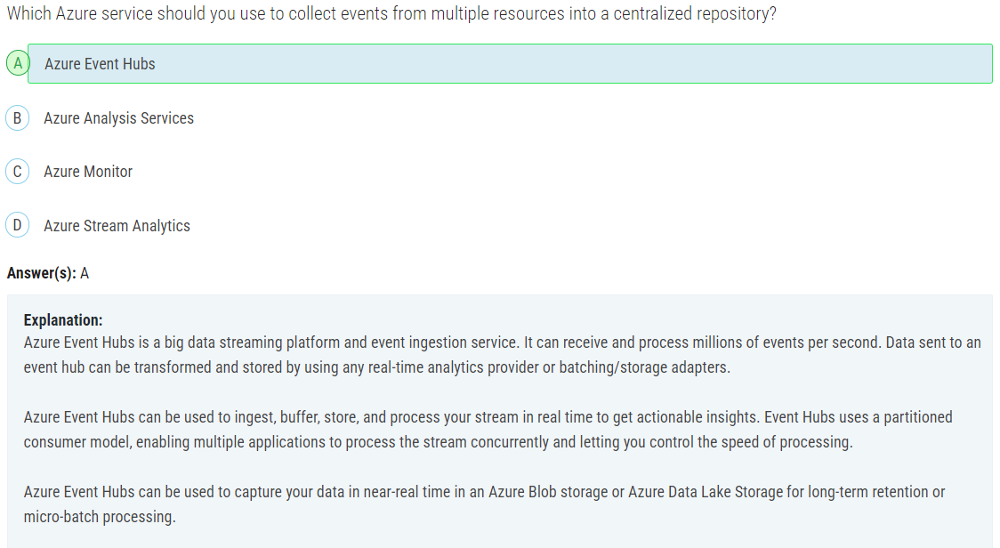 Which Azure service should you use to collect events from multiple resources into a centralized repository?
A Azure Event Hubs
B Azure Analysis Services
C Azure Monitor
D Azure Stream Analytics
Answer(s): A
Explanation:
Azure Event Hubs is a big data streaming platform and event ingestion service. It can receive and process millions of events per second. Data sent to an
event hub can be transformed and stored by using any real-time analytics provider or batching/storage adapters.
Azure Event Hubs can be used to ingest, buffer, store, and process your stream in real time to get actionable insights. Event Hubs uses a partitioned
consumer model, enabling multiple applications to process the stream concurrently and letting you control the speed of processing.
Azure Event Hubs can be used to capture your data in near-real time in an Azure Blob storage or Azure Data Lake Storage for long-term retention or
micro-batch processing.